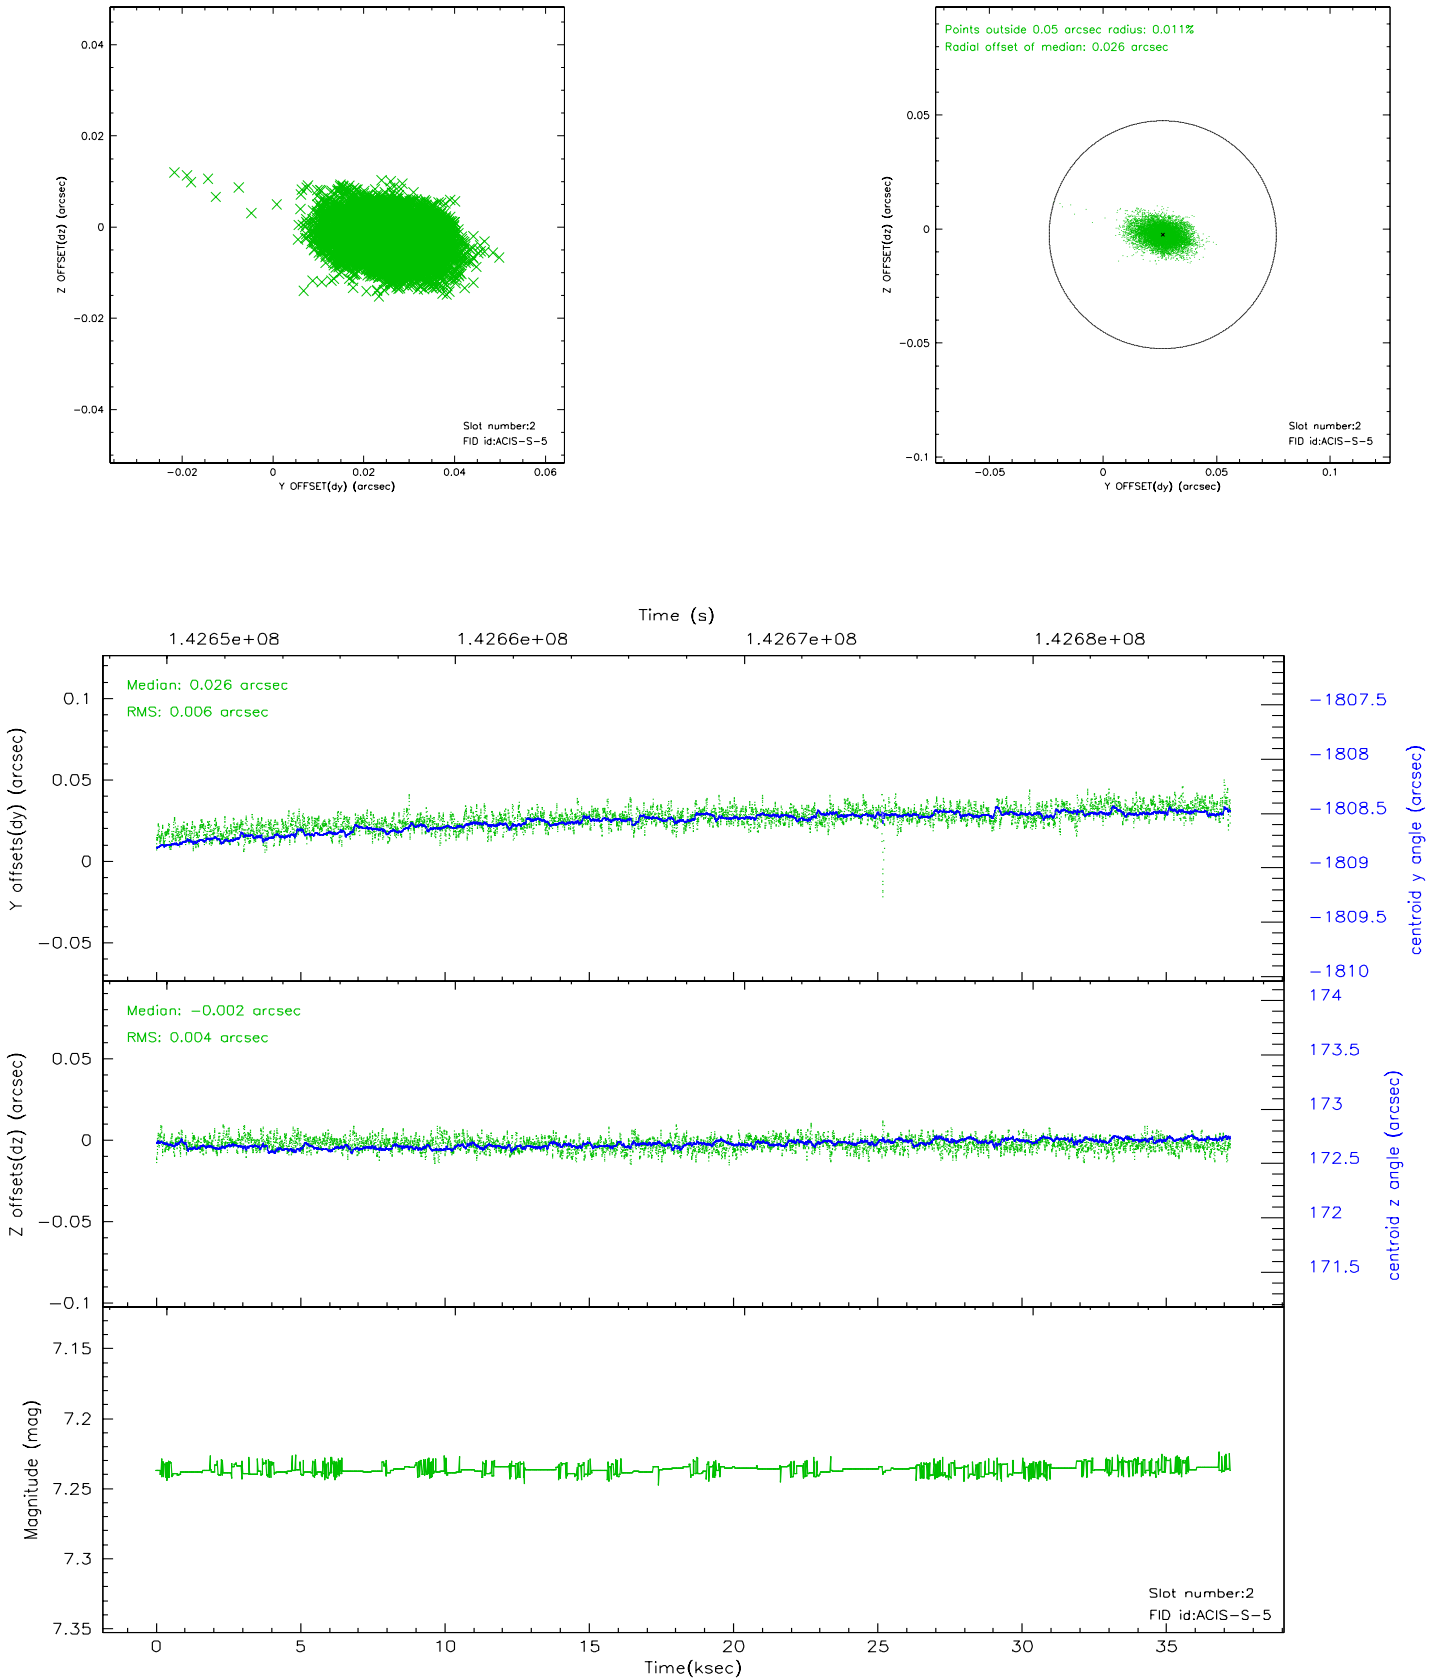 0.04
0.02
0
−0.02
−0.04
Z OFFSET(dz) (arcsec)
Slot number:2
FID id:ACIS−S−5
−0.02 0 0.02 0.04 0.06
Y OFFSET(dy) (arcsec)
Points outside 0.05 arcsec radius: 0.011%
Radial offset of median: 0.026 arcsec
0.05
0
−0.05
−0.1
Z OFFSET(dz) (arcsec)
Slot number:2
FID id:ACIS−S−5
−0.05 0 0.05 0.1
Y OFFSET(dy) (arcsec)
Time (s)
1.4265e+08 1.4266e+08 1.4267e+08 1.4268e+08
Median: 0.026 arcsec
RMS: 0.006 arcsec
0.1
0.05
0
−0.05
Y offsets(dy) (arcsec)
−1807.5
−1808
−1808.5
−1809
−1809.5
−1810
centroid y angle (arcsec)
Median: −0.002 arcsec
RMS: 0.004 arcsec
0.05
0
−0.05
−0.1
Z offsets(dz) (arcsec)
174
173.5
173
172.5
172
171.5
centroid z angle (arcsec)
7.15
7.2
7.25
7.3
7.35
Magnitude (mag)
Slot number:2
FID id:ACIS−S−5
0 5 10 15 20 25 30 35
Time(ksec)